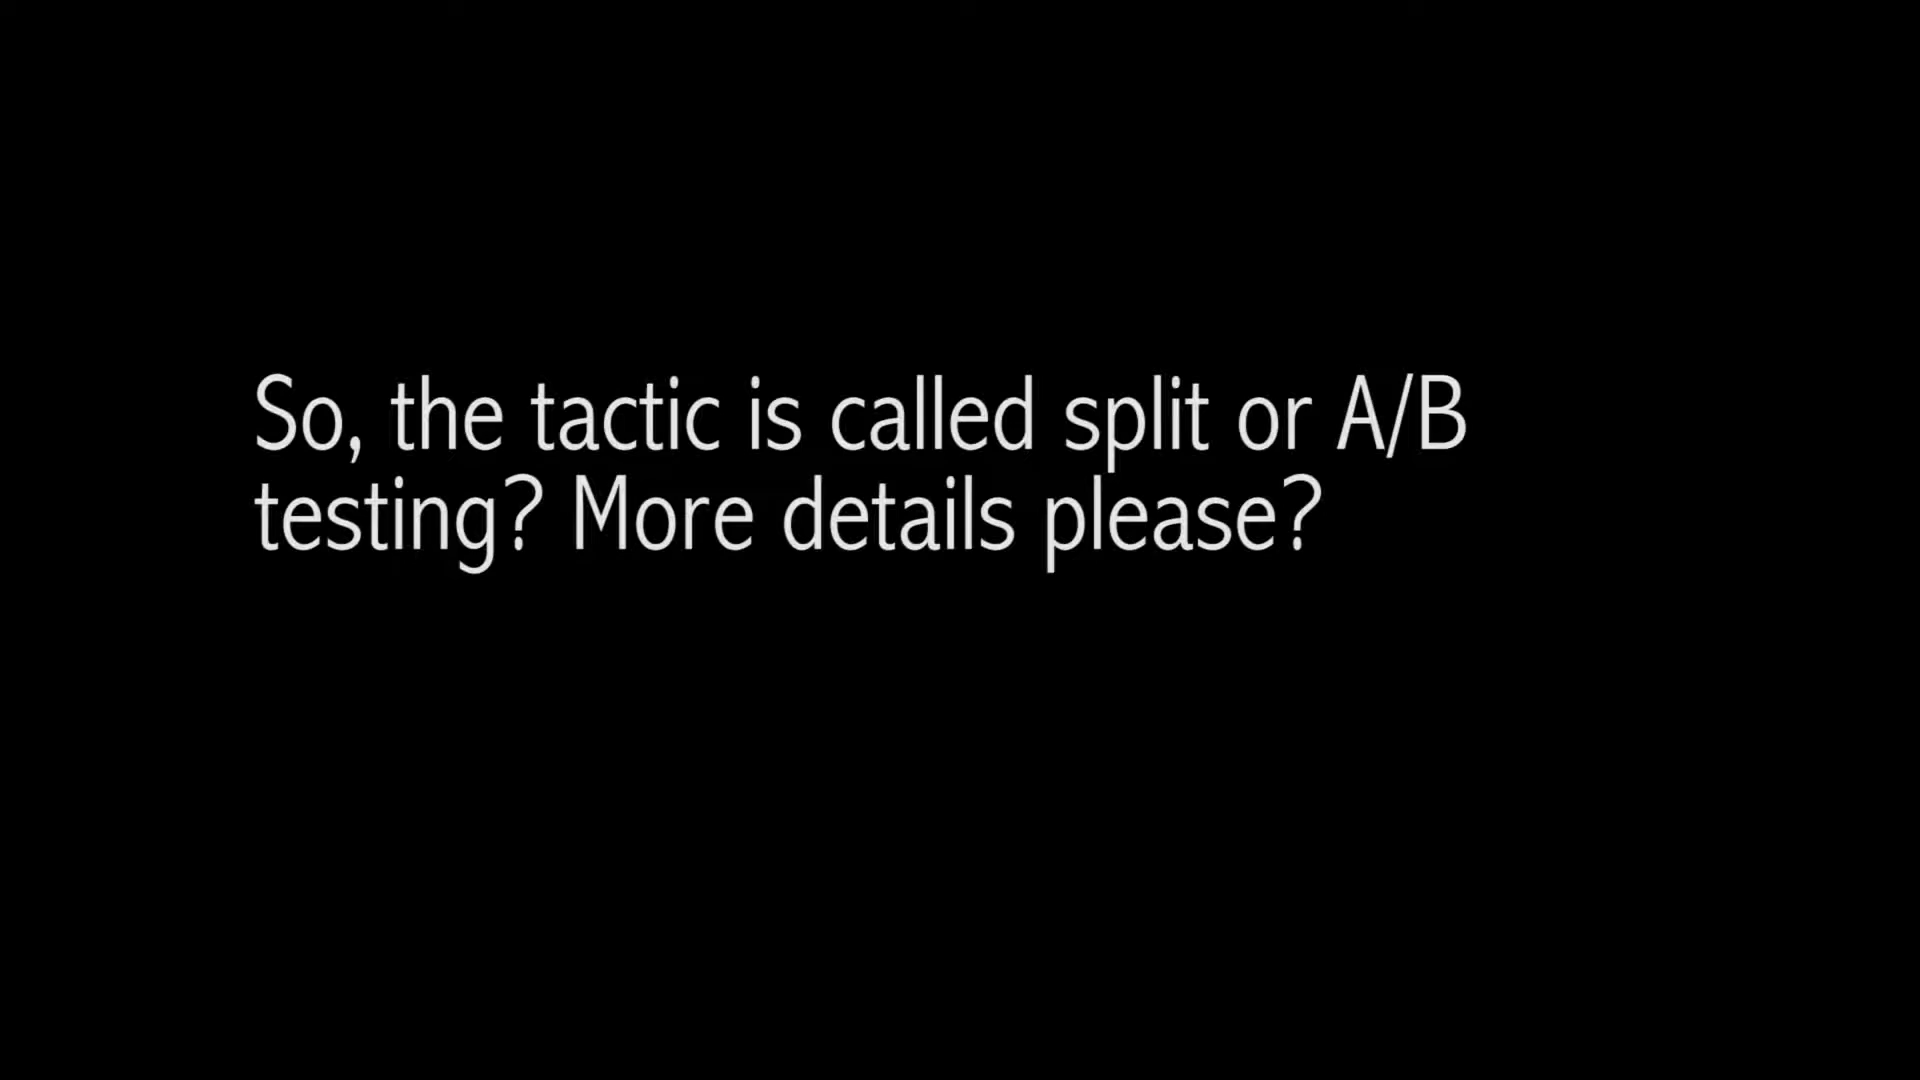 So, the tactic is called split or A/B
testing? More details please?